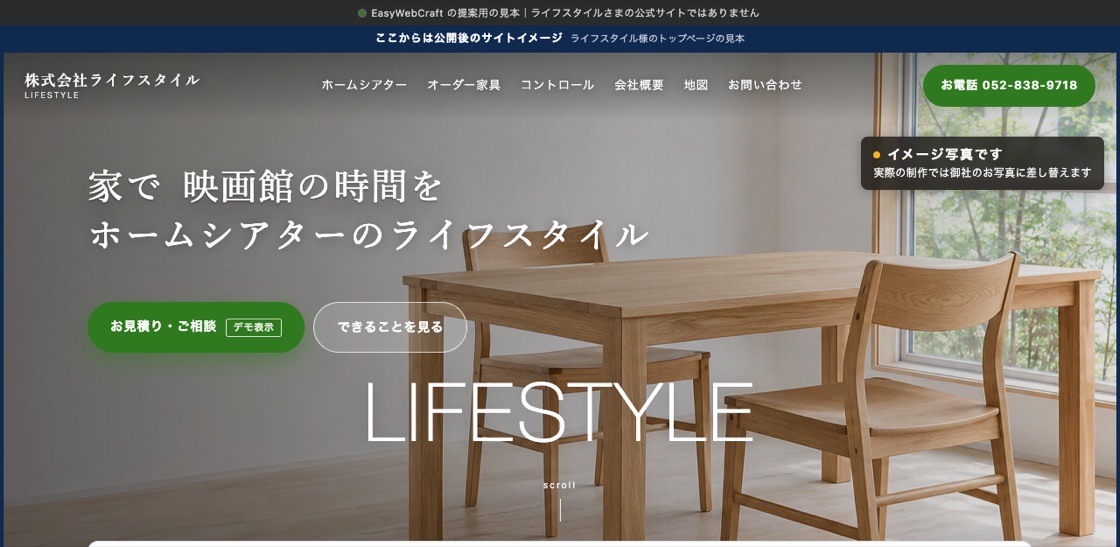 EasyWebCraft の提案用の見本｜ライフスタイルさまの公式サイトではありません
ここからは公開後のサイトイメージ ライフスタイル様のトップページの見本
株式会社ライフスタイル
LIFESTYLE
ホームシアター オーダー家具 コントロール 会社概要 地図 お問い合わせ
お電話 052-838-9718
イメージ写真です
実際の制作では御社のお写真に差し替えます
家で 映画館の時間を
ホームシアターのライフスタイル
お見積り・ご相談 デモ表示
できることを見る
LIFESTYLE
scroll